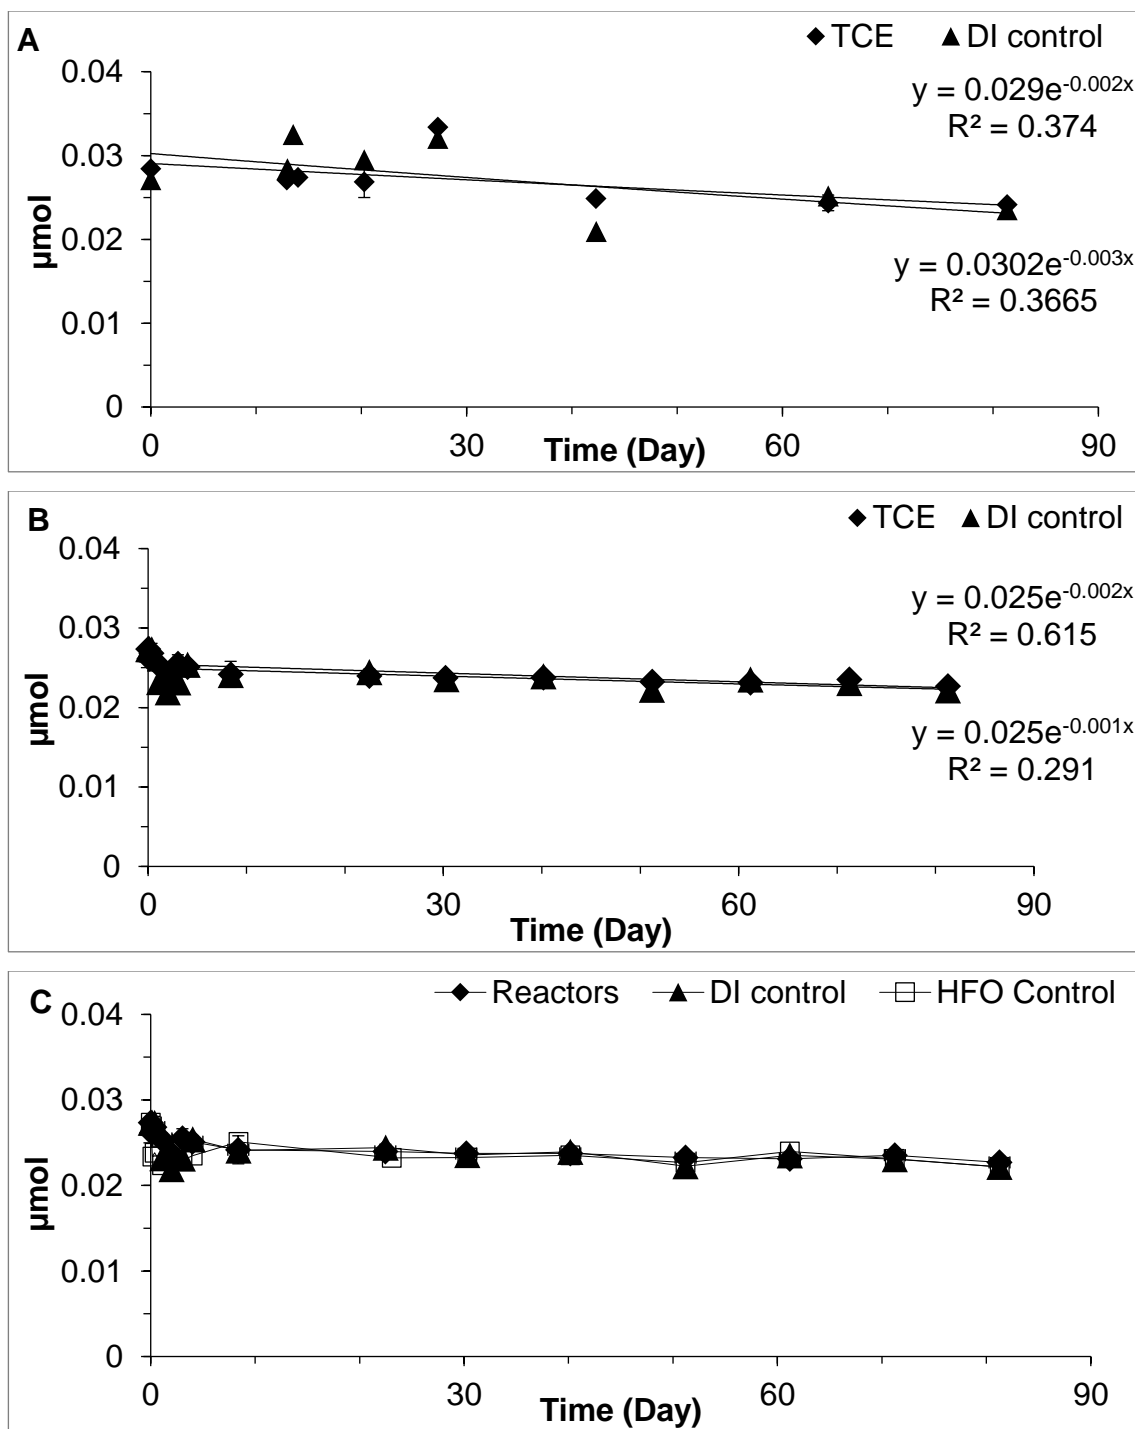 A
TCE DI control
0.04
y = 0.029e-0.002x
R² = 0.374
0.03
0.02
y = 0.0302e-0.003x
R² = 0.3665
0.01
0
µmol
0 30 60 90
Time (Day)
B
TCE DI control
0.04
y = 0.025e-0.002x
R² = 0.615
0.03
0.02
y = 0.025e-0.001x
R² = 0.291
0.01
0
µmol
0 30 60 90
Time (Day)
C
Reactors DI control HFO Control
0.04
0.03
0.02
0.01
0
µmol
0 30 60 90
Time (Day)